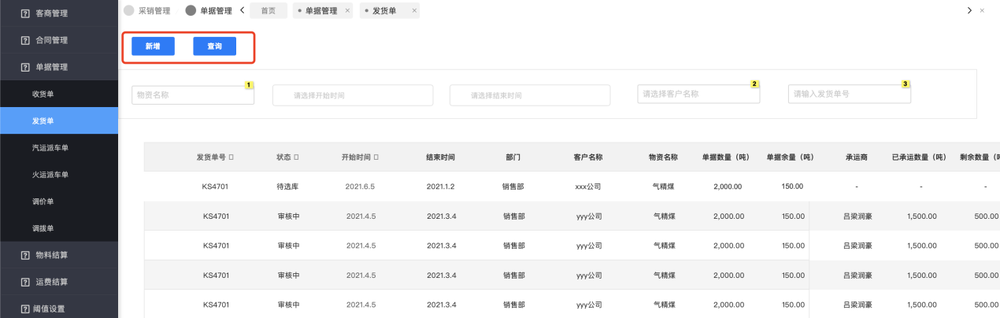 客商管理
合同管理
单据管理
收货单
发货单
汽运派车单
火运派车单
调价单
调拨单
物料结算
运费结算
阈值设置
采销管理 单据管理 首页 单据管理 × 发货单 × ×
新增 查询
物资名称 1 请选择开始时间 请选择结束时间 请选择客户名称 2 请输入发货单号 3
发货单号 状态 开始时间 结束时间 部门 客户名称 物资名称 单据数量（吨） 单据余量（吨） 承运商 已承运数量（吨） 剩余数量
KS4701 待选库 2021.6.5 2021.1.2 销售部 xxx公司 气精煤 2,000.00 150.00 - - -
KS4701 审核中 2021.4.5 2021.3.4 销售部 yyy公司 气精煤 2,000.00 150.00 吕梁润豪 1,500.00 500.00
KS4701 审核中 2021.4.5 2021.3.4 销售部 yyy公司 气精煤 2,000.00 150.00 吕梁润豪 1,500.00 500.00
KS4701 审核中 2021.4.5 2021.3.4 销售部 yyy公司 气精煤 2,000.00 150.00 吕梁润豪 1,500.00 500.00
KS4701 审核中 2021.4.5 2021.3.4 销售部 yyy公司 气精煤 2,000.00 150.00 吕梁润豪 1,500.00 500.00